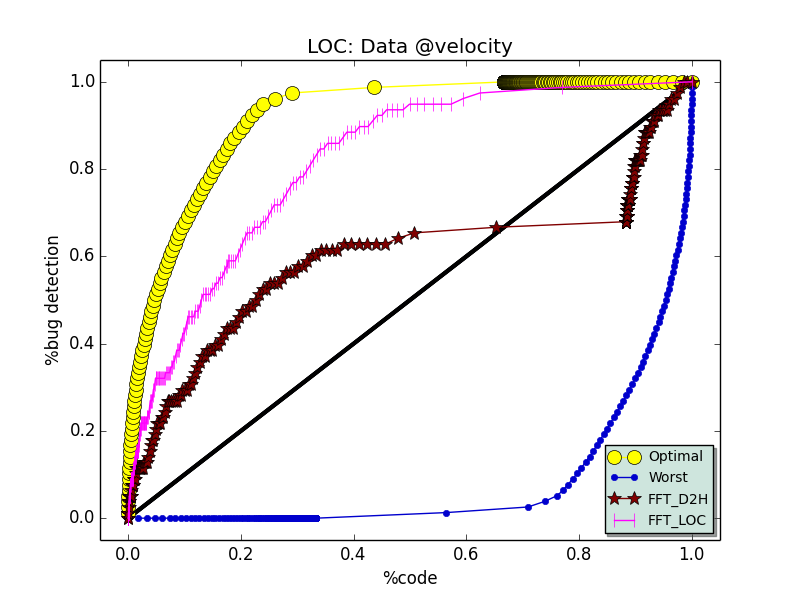 LOC: Data @velocity
%bug detection
1.0
0.8
0.6
0.4
0.2
0.0
0.0 0.2 0.4 0.6 0.8 1.0
%code
Optimal
Worst
FFT_D2H
FFT_LOC